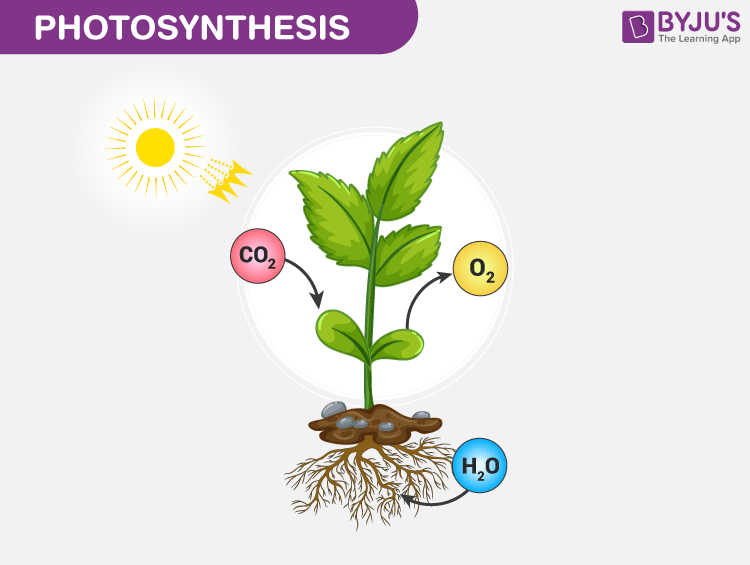 PHOTOSYNTHESIS
BYJU'S
The Learning App
CO₂
O₂
H₂O